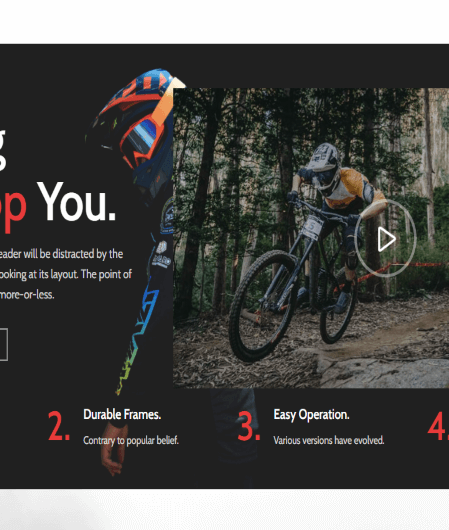 g
op You.
eader will be distracted by the
ooking at its layout. The point of
more-or-less.
2.
Durable Frames.
Contrary to popular belief.
3.
Easy Operation.
Various versions have evolved.
4.